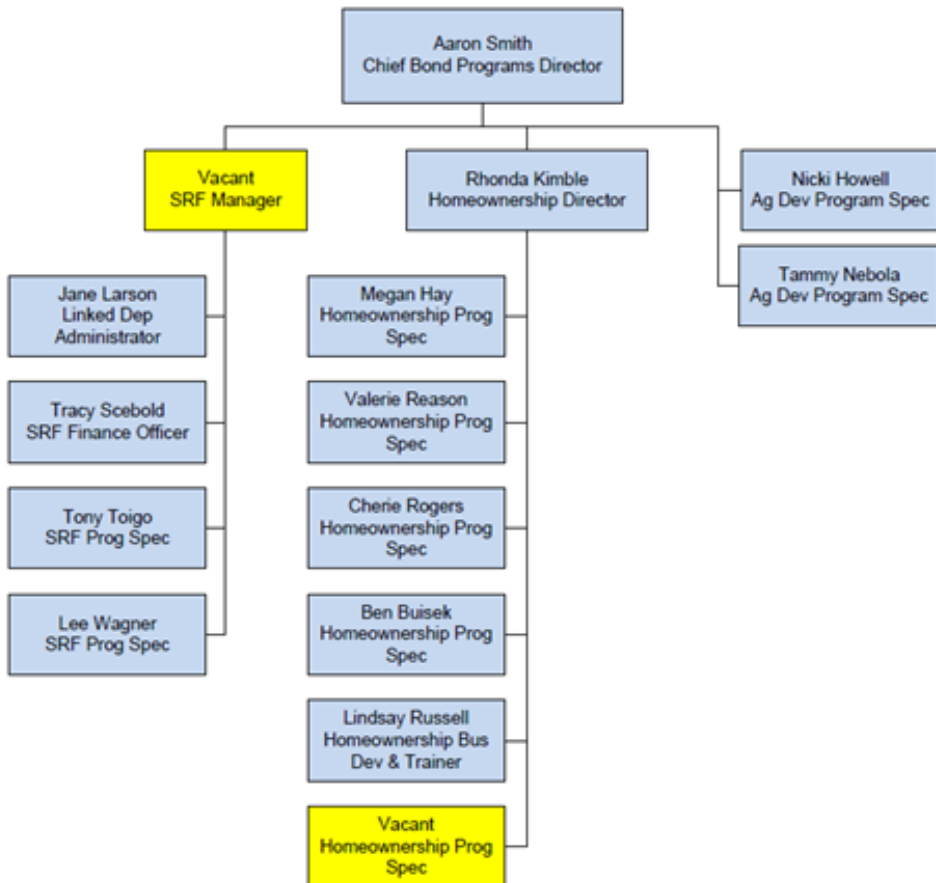 Aaron Smith
Chief Bond Programs Director
Vacant
SRF Manager
Rhonda Kimble
Homeownership Director
Nicki Howell
Ag Dev Program Spec
Tammy Nebola
Ag Dev Program Spec
Jane Larson
Linked Dep
Administrator
Tracy Scebold
SRF Finance Officer
Tony Toigo
SRF Prog Spec
Lee Wagner
SRF Prog Spec
Megan Hay
Homeownership Prog
Spec
Valerie Reason
Homeownership Prog
Spec
Cherie Rogers
Homeownership Prog
Spec
Ben Buisek
Homeownership Prog
Spec
Lindsay Russell
Homeownership Bus
Dev & Trainer
Vacant
Homeownership Prog
Spec